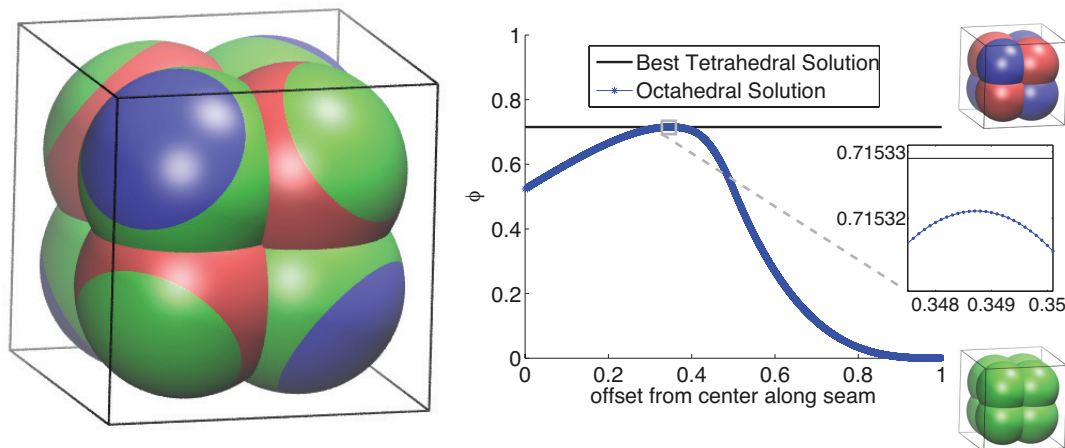 Best Tetrahedral Solution
Octahedral Solution
1
0.8
0.6
0.4
0.2
0
ϕ
0 0.2 0.4 0.6 0.8 1
offset from center along seam
0.71533
0.71532
0.348 0.349 0.35